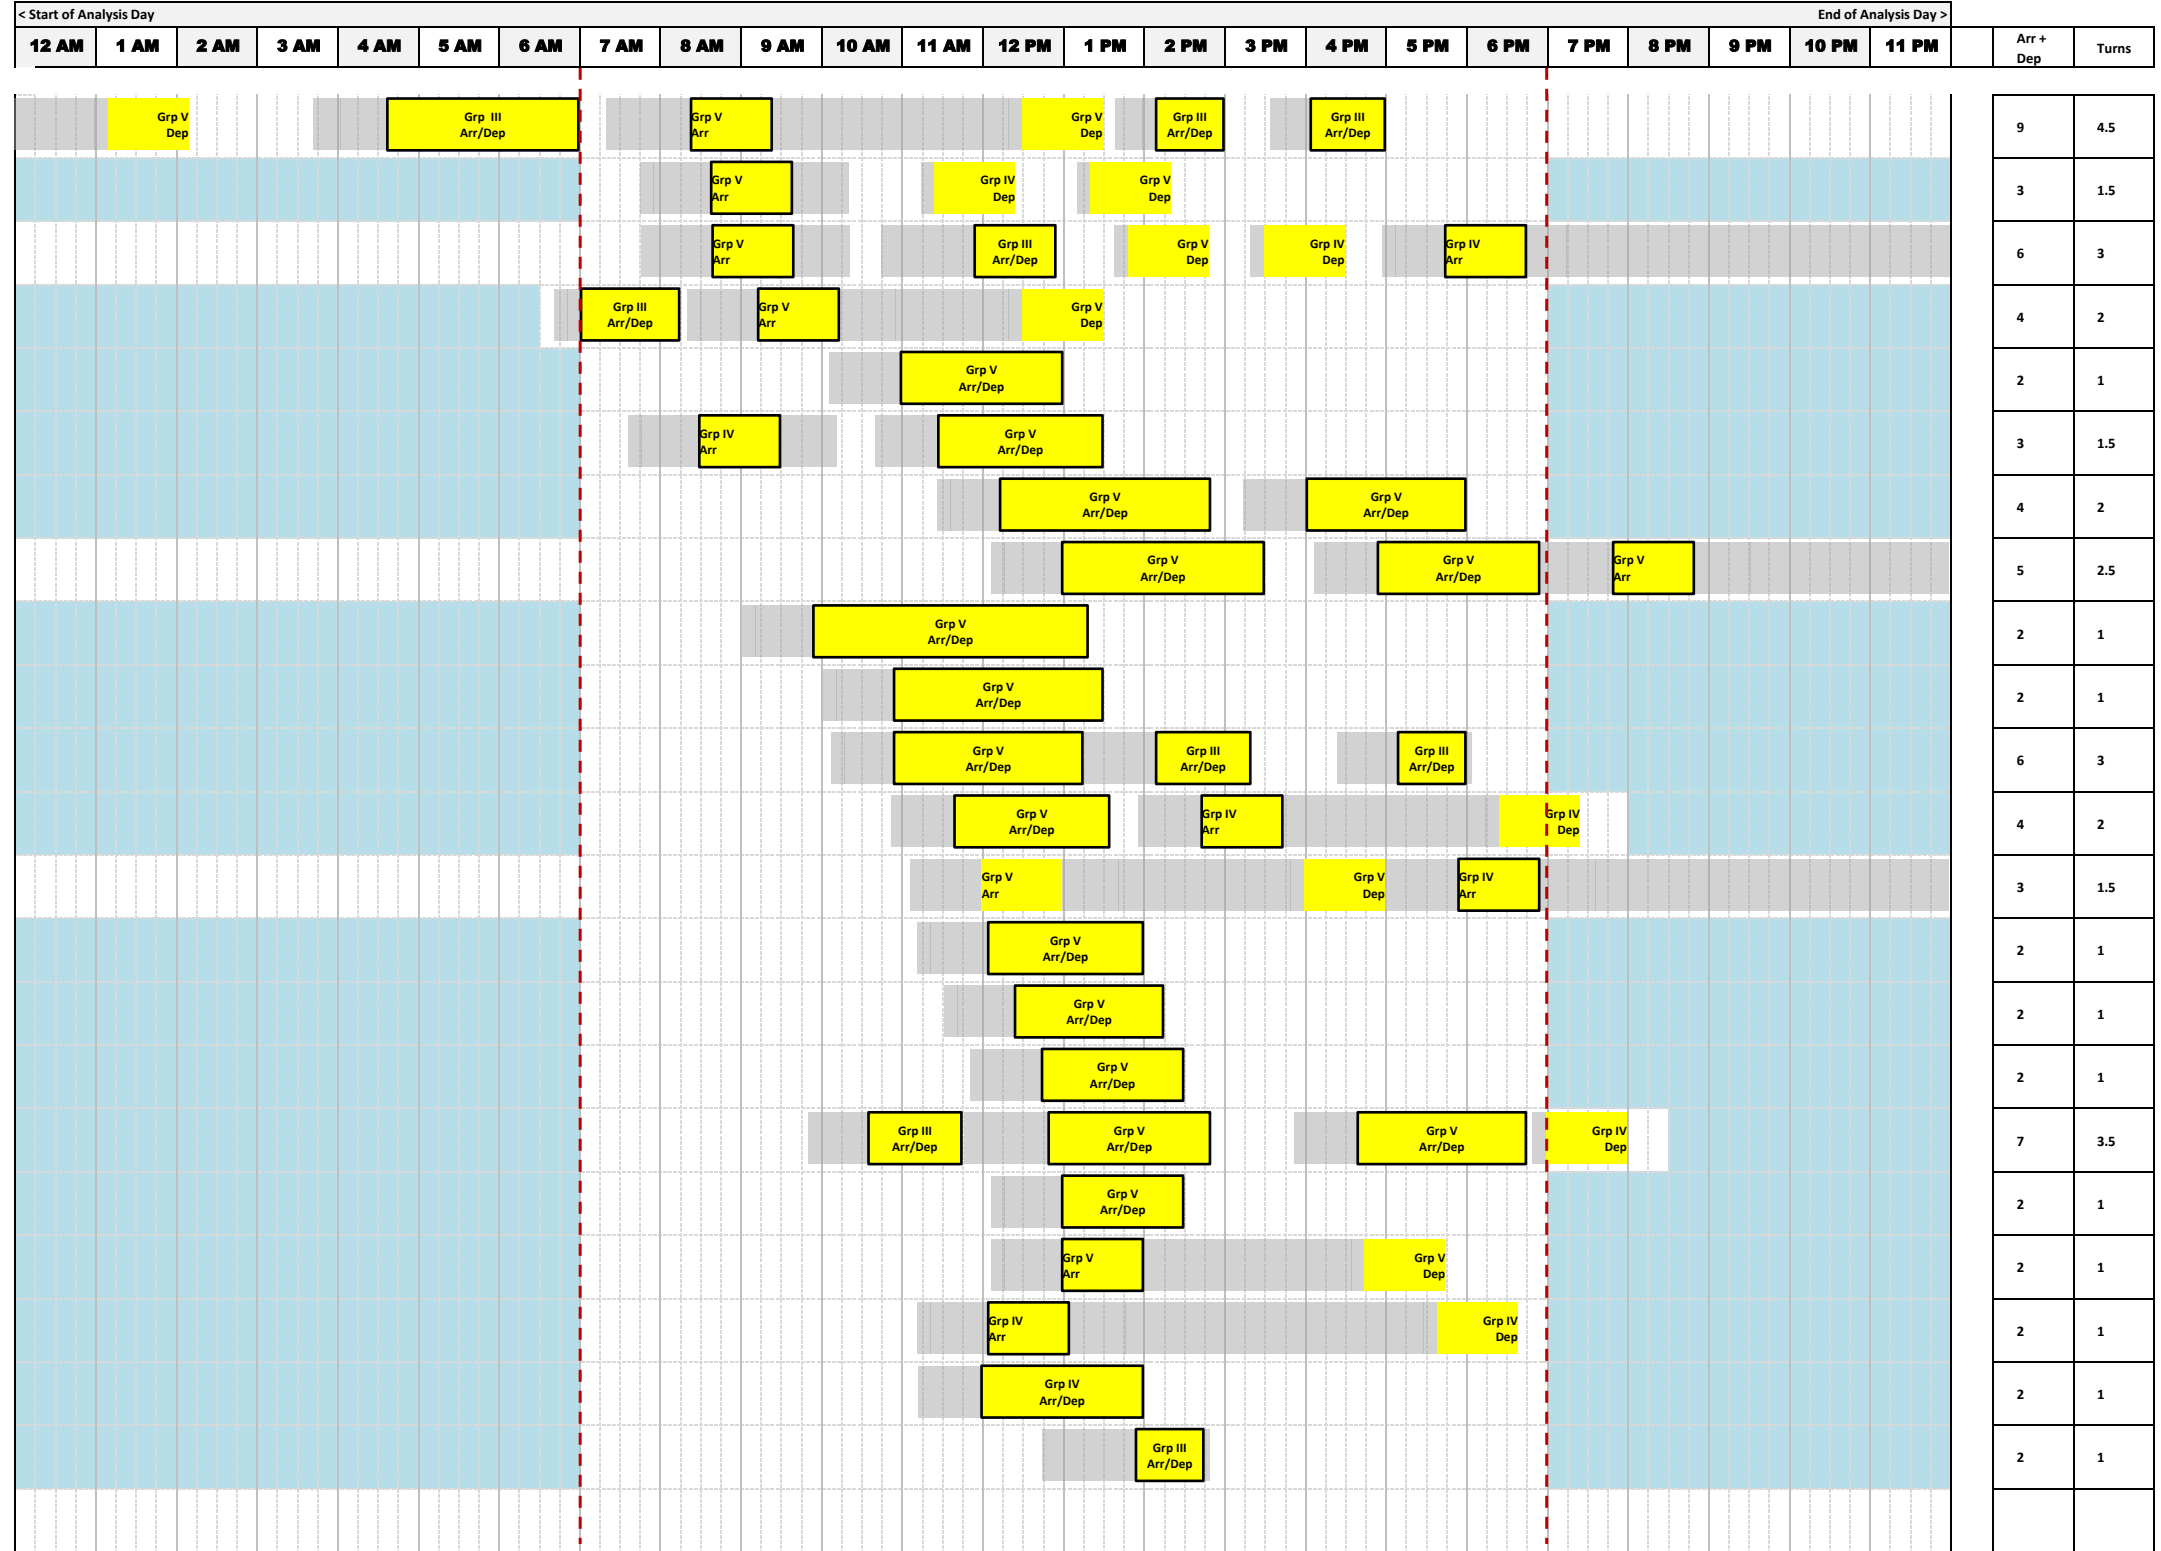 < Start of Analysis Day End of Analysis Day >
12 AM 1 AM 2 AM 3 AM 4 AM 5 AM 6 AM 7 AM 8 AM 9 AM 10 AM 11 AM 12 PM 1 PM 2 PM 3 PM 4 PM 5 PM 6 PM 7 PM 8 PM 9 PM 10 PM 11 PM Arr + Dep Turns
Grp V Grp III Grp V Grp V Grp III Grp III
Dep Arr/Dep Arr Dep Arr/Dep Arr/Dep 9 4.5
Grp V Grp IV Grp V
Arr Dep Dep 3 1.5
Grp V Grp III Grp V Grp IV Grp IV
Arr Arr/Dep Dep Dep Arr 6 3
Grp III Grp V Grp V
Arr/Dep Arr Dep 4 2
Grp V
Arr/Dep 2 1
Grp IV Grp V
Arr Arr/Dep 3 1.5
Grp V Grp V
Arr/Dep Arr/Dep 4 2
Grp V Grp V Grp V
Arr/Dep Arr/Dep Arr 5 2.5
Grp V
Arr/Dep 2 1
Grp V
Arr/Dep 2 1
Grp V Grp III Grp III
Arr/Dep Arr/Dep Arr/Dep 6 3
Grp V Grp IV Grp IV
Arr/Dep Arr Dep 4 2
Grp V Grp V Grp IV
Arr Dep Arr 3 1.5
Grp V
Arr/Dep 2 1
Grp V
Arr/Dep 2 1
Grp V
Arr/Dep 2 1
Grp III Grp V Grp V Grp IV
Arr/Dep Arr/Dep Arr/Dep Dep 7 3.5
Grp V
Arr/Dep 2 1
Grp V Grp V
Arr Dep 2 1
Grp IV Grp IV
Arr Dep 2 1
Grp IV
Arr/Dep 2 1
Grp III
Arr/Dep 2 1